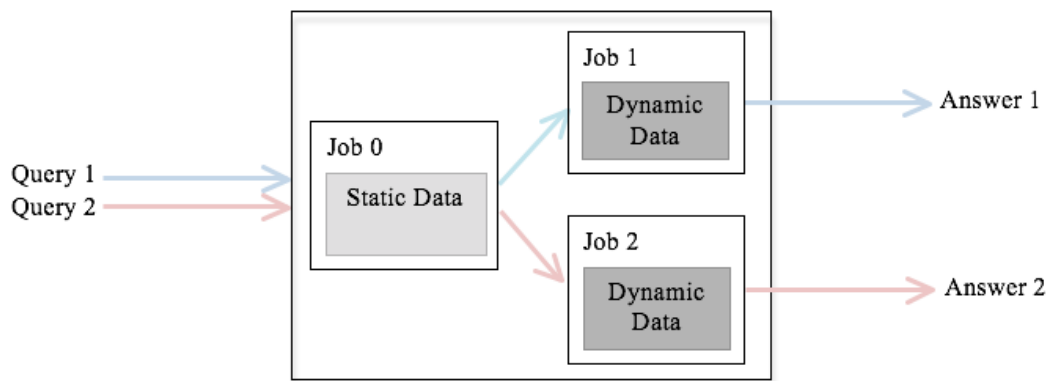 Query 1
Query 2
Job 0
Static Data
Job 1
Dynamic
Data
Job 2
Dynamic
Data
Answer 1
Answer 2